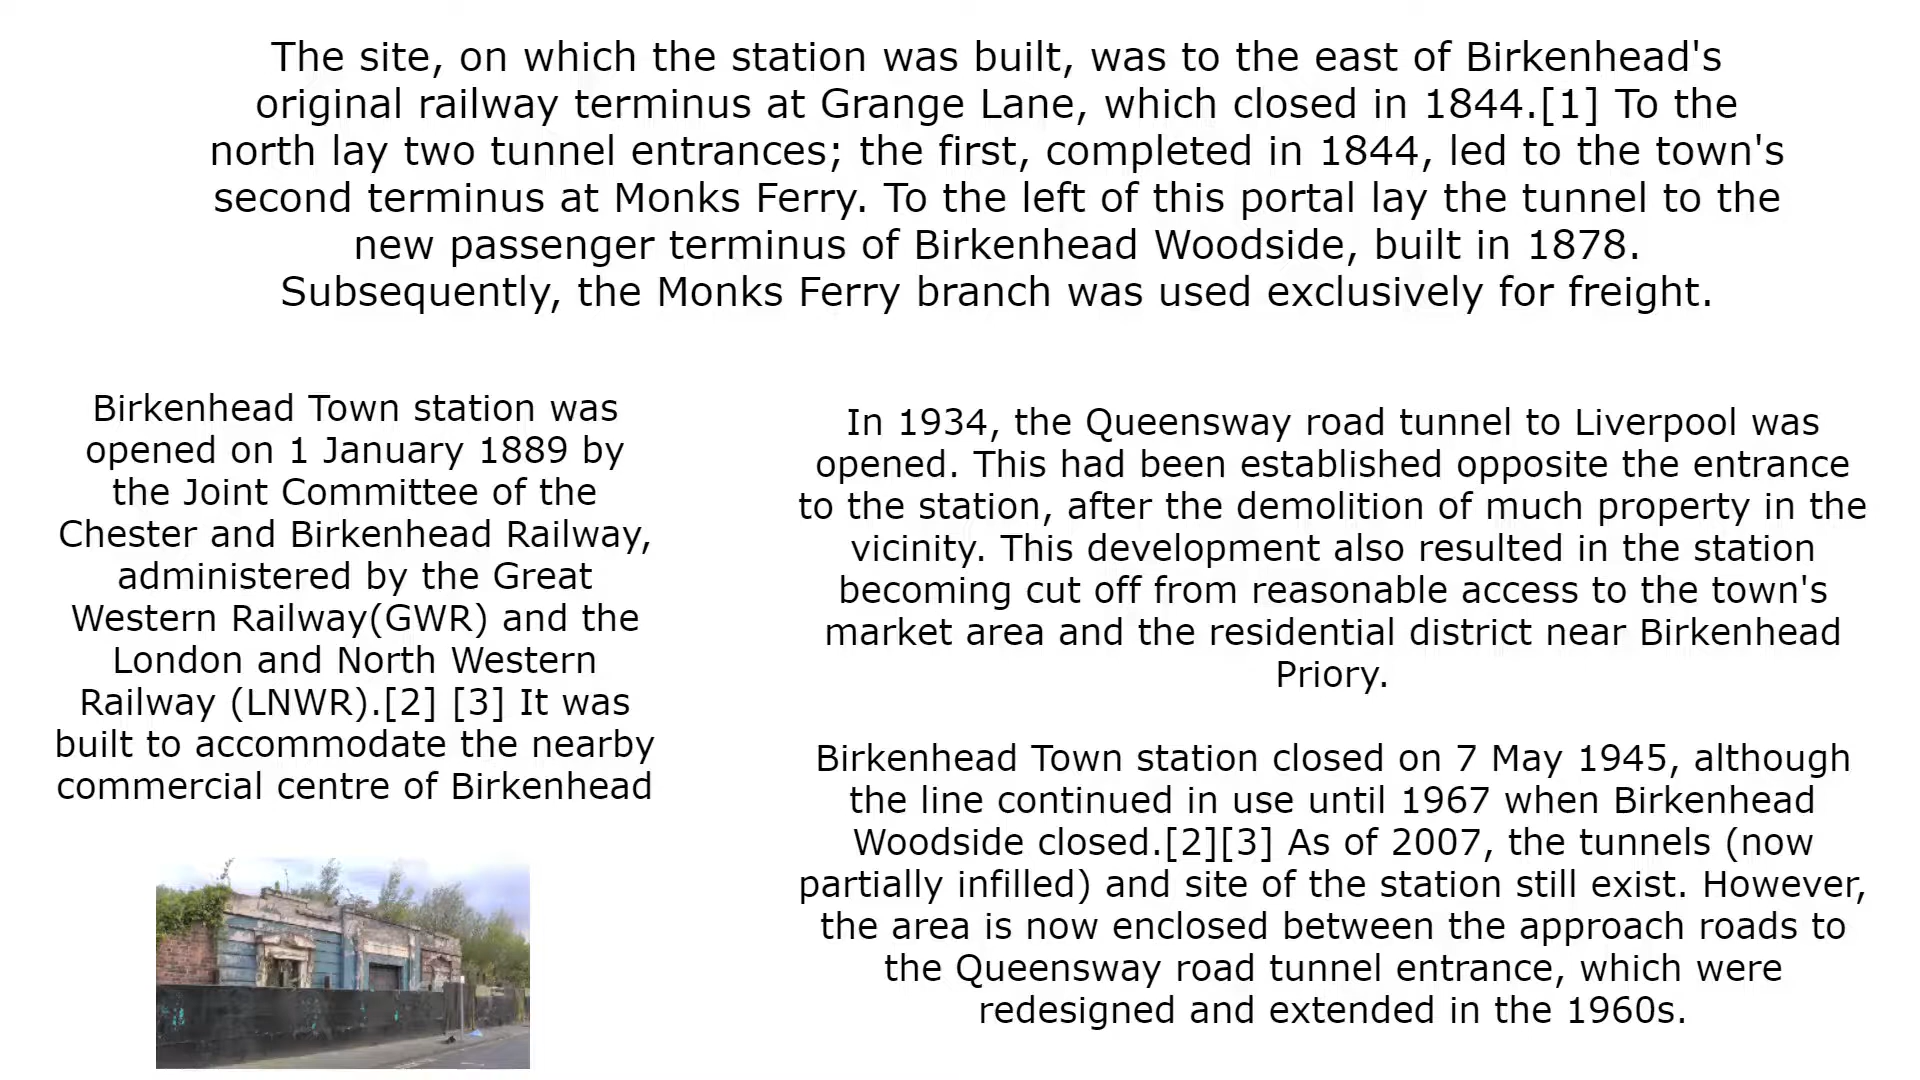 The site, on which the station was built, was to the east of Birkenhead's
original railway terminus at Grange Lane, which closed in 1844.[1] To the
north lay two tunnel entrances; the first, completed in 1844, led to the town's
second terminus at Monks Ferry. To the left of this portal lay the tunnel to the
new passenger terminus of Birkenhead Woodside, built in 1878.
Subsequently, the Monks Ferry branch was used exclusively for freight.
Birkenhead Town station was
opened on 1 January 1889 by
the Joint Committee of the
Chester and Birkenhead Railway,
administered by the Great
Western Railway(GWR) and the
London and North Western
Railway (LNWR).[2] [3] It was
built to accommodate the nearby
commercial centre of Birkenhead
In 1934, the Queensway road tunnel to Liverpool was
opened. This had been established opposite the entrance
to the station, after the demolition of much property in the
vicinity. This development also resulted in the station
becoming cut off from reasonable access to the town's
market area and the residential district near Birkenhead
Priory.
Birkenhead Town station closed on 7 May 1945, although
the line continued in use until 1967 when Birkenhead
Woodside closed.[2][3] As of 2007, the tunnels (now
partially infilled) and site of the station still exist. However,
the area is now enclosed between the approach roads to
the Queensway road tunnel entrance, which were
redesigned and extended in the 1960s.